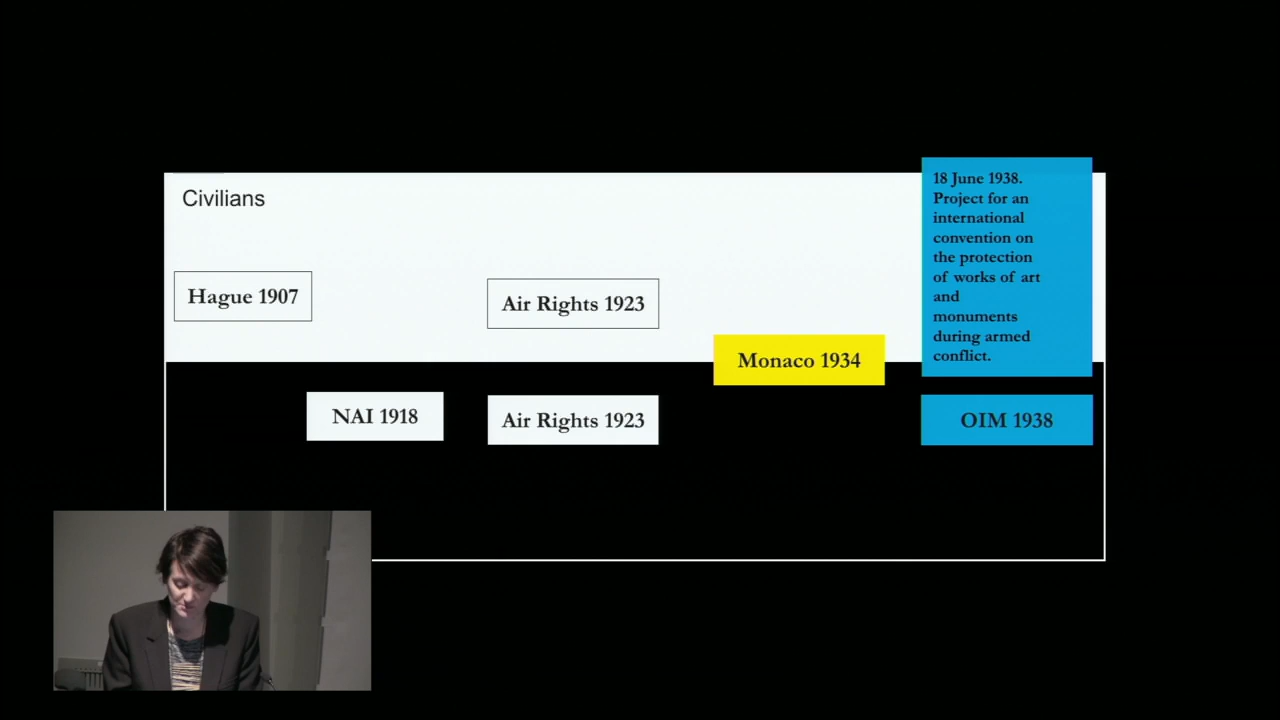 Civilians
Hague 1907
Air Rights 1923
18 June 1938.
Project for an
international
convention on
the protection
of works of art
and
monuments
during armed
conflict.
Monaco 1934
NAI 1918
Air Rights 1923
OIM 1938